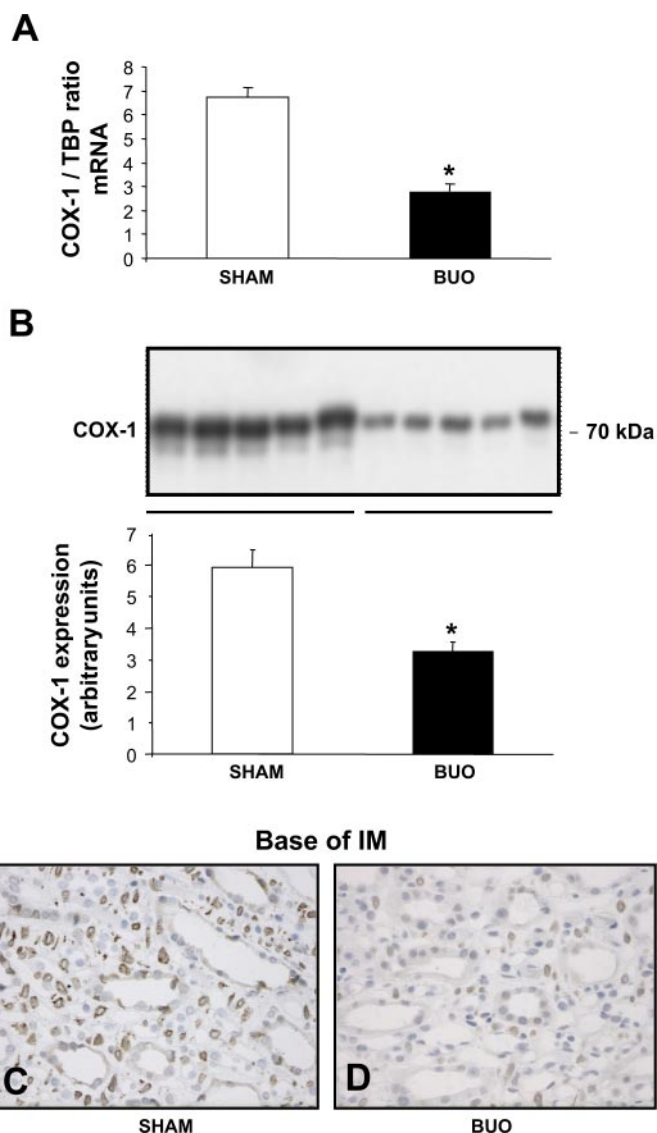 A
COX-1 / TBP ratio
mRNA
8
7
6
5
4
3
2
1
0
*
SHAM BUO
B
COX-1
– 70 kDa
COX-1 expression
(arbitraryunits)
7
6
5
4
3
2
1
0
*
SHAM BUO
Base of IM
C D
SHAM BUO